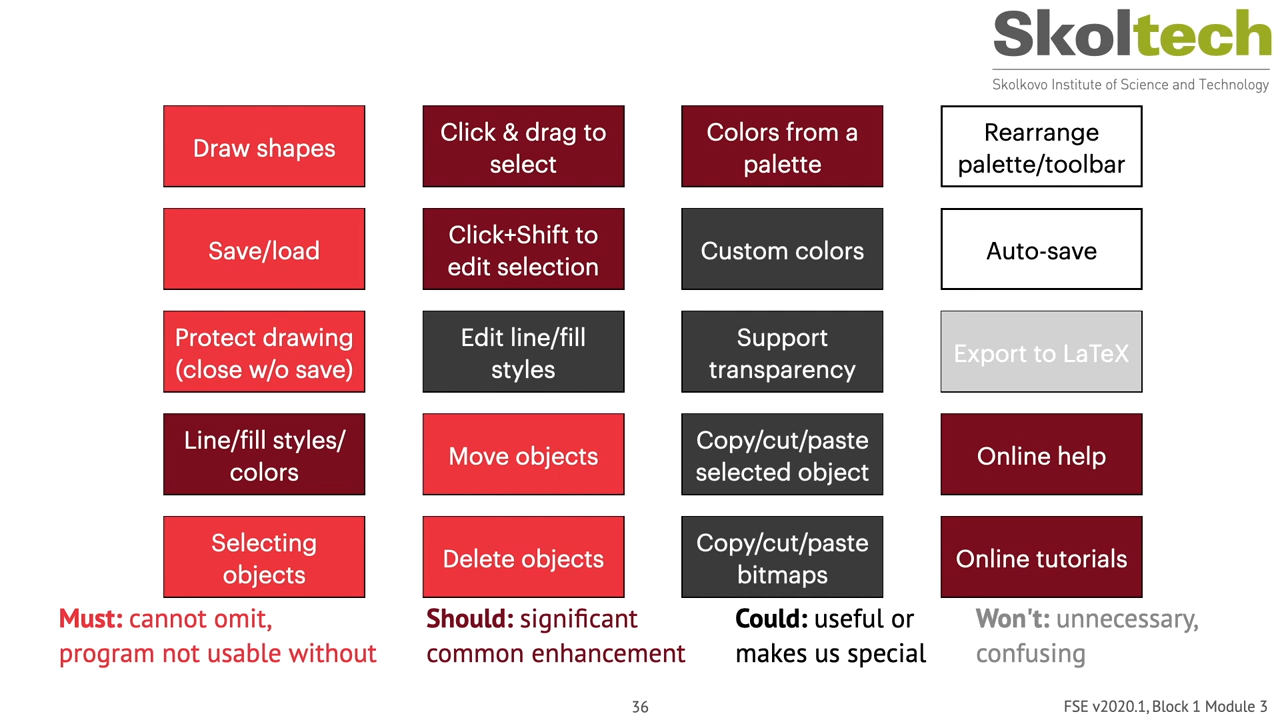 Skoltech
Skolkovo Institute of Science and Technology
Draw shapes
Click & drag to
select
Colors from a
palette
Rearrange
palette/toolbar
Save/load
Click+Shift to
edit selection
Custom colors
Auto-save
Protect drawing
(close w/o save)
Edit line/fill
styles
Support
transparency
Export to LaTeX
Line/fill styles/
colors
Move objects
Copy/cut/paste
selected object
Online help
Selecting
objects
Delete objects
Copy/cut/paste
bitmaps
Online tutorials
Must: cannot omit,
program not usable without
Should: significant
common enhancement
Could: useful or
makes us special
Won't: unnecessary,
confusing
36
FSE v2020.1, Block 1 Module 3